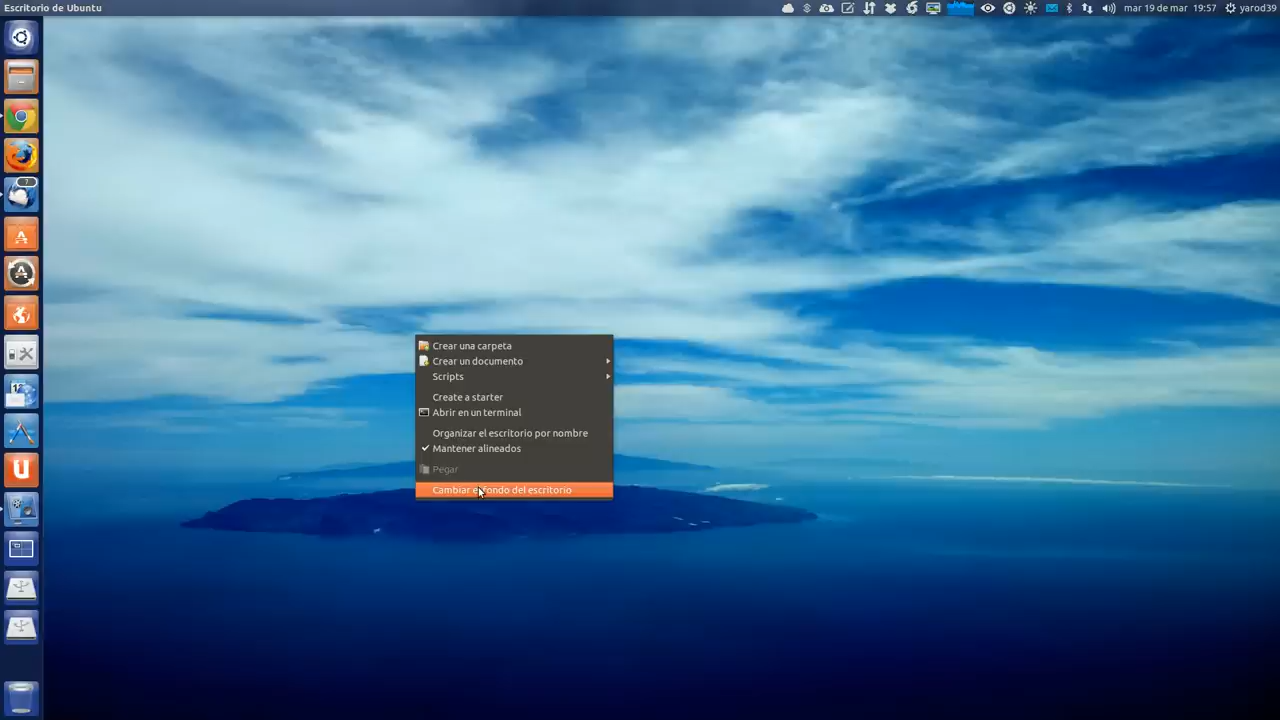 Escritorio de Ubuntu
mar 19 de mar 19:57 yarod39
7
Crear una carpeta
Crear un documento
Scripts
Create a starter
Abrir en un terminal
Organizar el escritorio por nombre
Mantener alineados
Pegar
Cambiar el fondo del escritorio